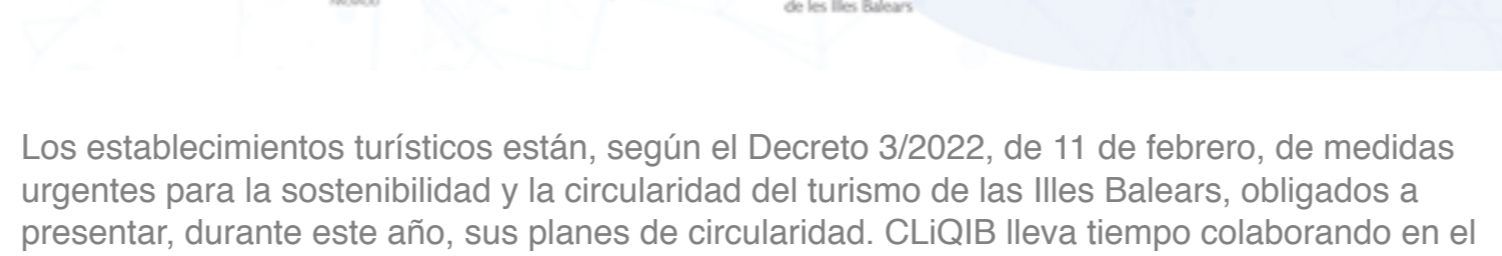 de les Illes Balears
Los establecimientos turísticos están, según el Decreto 3/2022, de 11 de febrero, de medidas
urgentes para la sostenibilidad y la circularidad del turismo de las Illes Balears, obligados a
presentar, durante este año, sus planes de circularidad. CLiQIB lleva tiempo colaborando en el